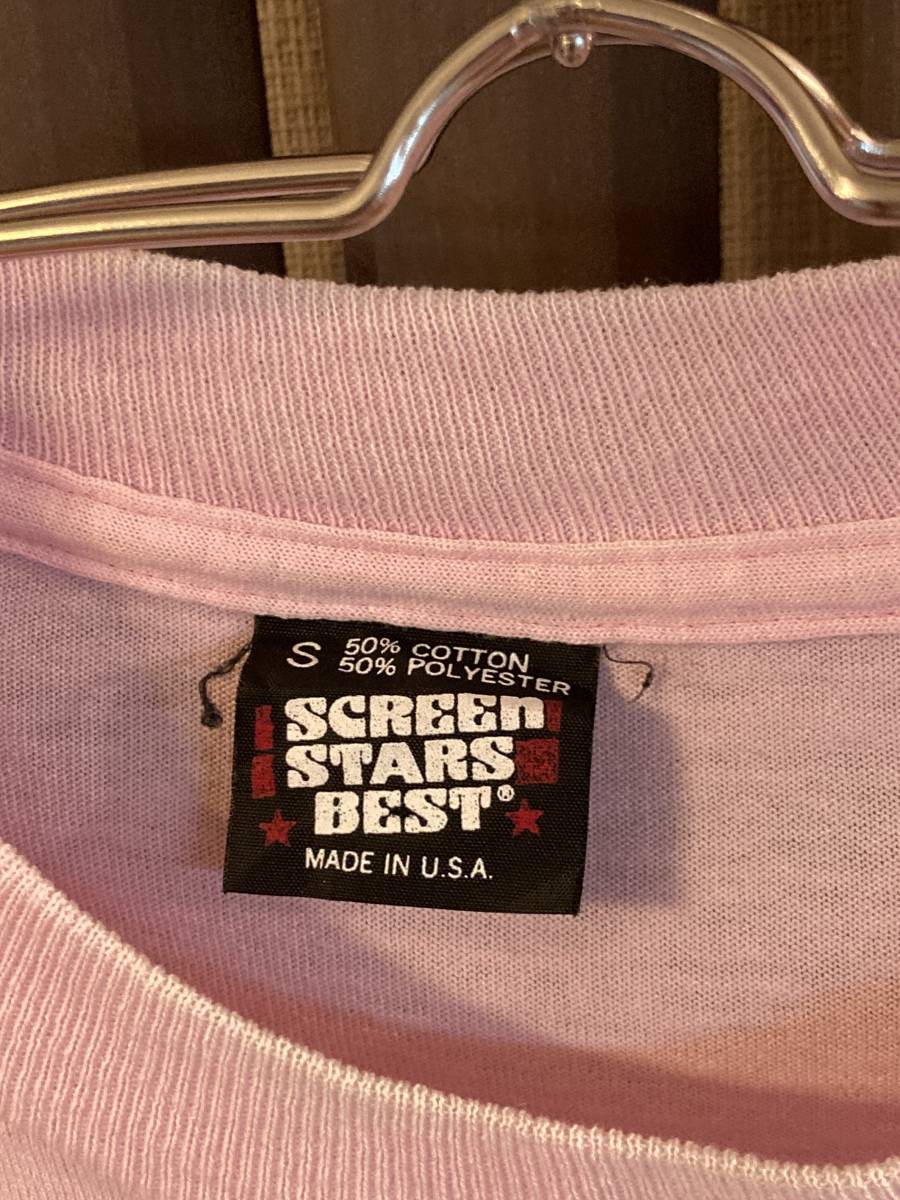 S 50% COTTON
50% POLYESTER
SCREEn
STARS
BEST®
MADE IN U.S.A.